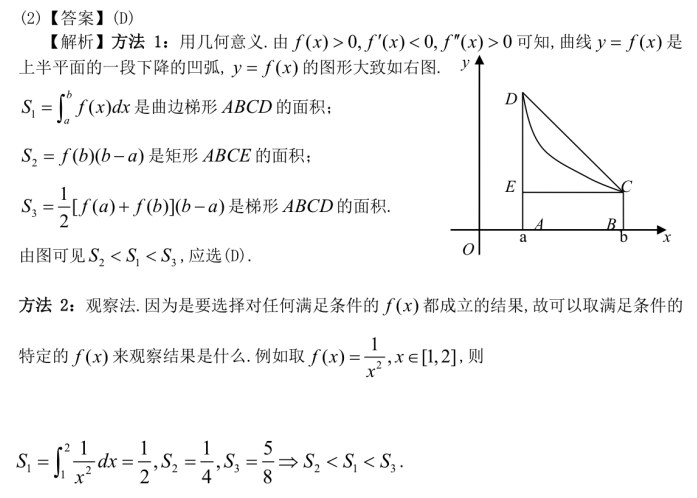 (2)【答案】(D)
【解析】方法 1：用几何意义.由 f(x)>0, f′(x)<0, f″(x)>0 可知,曲线 y = f(x) 是
上半平面的一段下降的凹弧, y = f(x) 的图形大致如右图.
S₁ = ∫ₐᵇ f(x)dx 是曲边梯形 ABCD 的面积;
S₂ = f(b)(b−a) 是矩形 ABCE 的面积;
S₃ = 1/2[f(a)+f(b)](b−a) 是梯形 ABCD 的面积.
由图可见 S₂ < S₁ < S₃,应选(D).
y
D
E
C
A
B
O
a
b
x
方法 2：观察法.因为是要选择对任何满足条件的 f(x) 都成立的结果,故可以取满足条件的
特定的 f(x) 来观察结果是什么.例如取 f(x) = 1/x², x∈[1,2],则
S₁ = ∫₁² 1/x² dx = 1/2, S₂ = 1/4, S₃ = 5/8 ⇒ S₂ < S₁ < S₃.